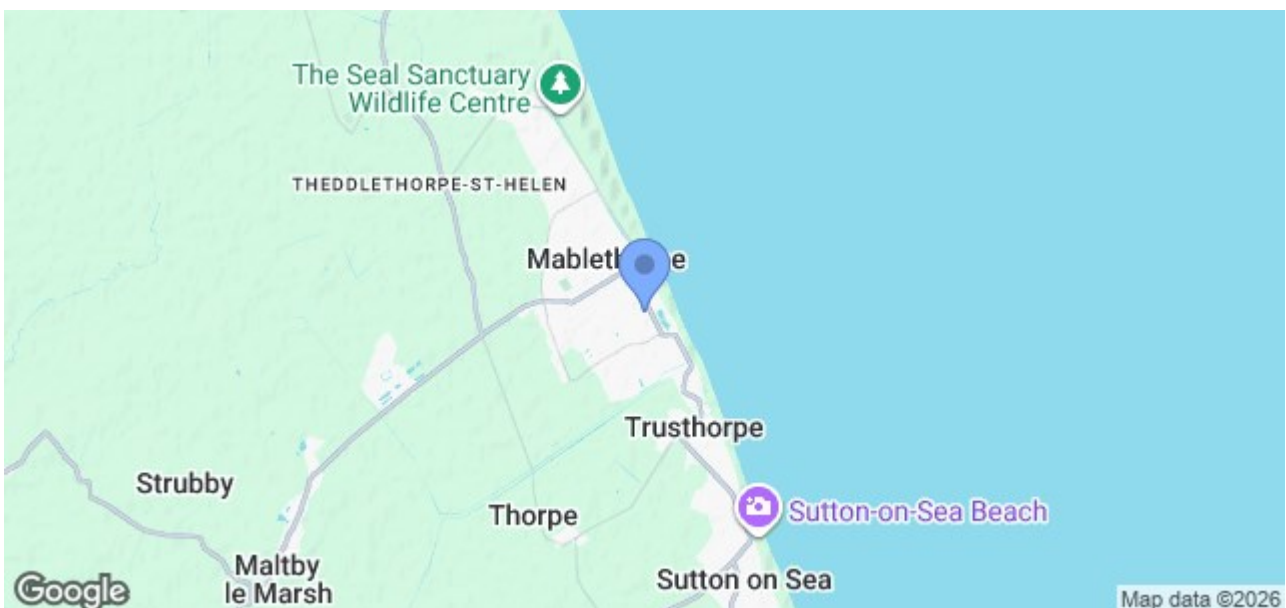 The Seal Sanctuary
Wildlife Centre
THEDDLETHORPE-ST-HELEN
Trusthorpe
Strubby
Sutton-on-Sea Beach
Thorpe
Maltby
le Marsh
Sutton on Sea
Google
Map data ©2026